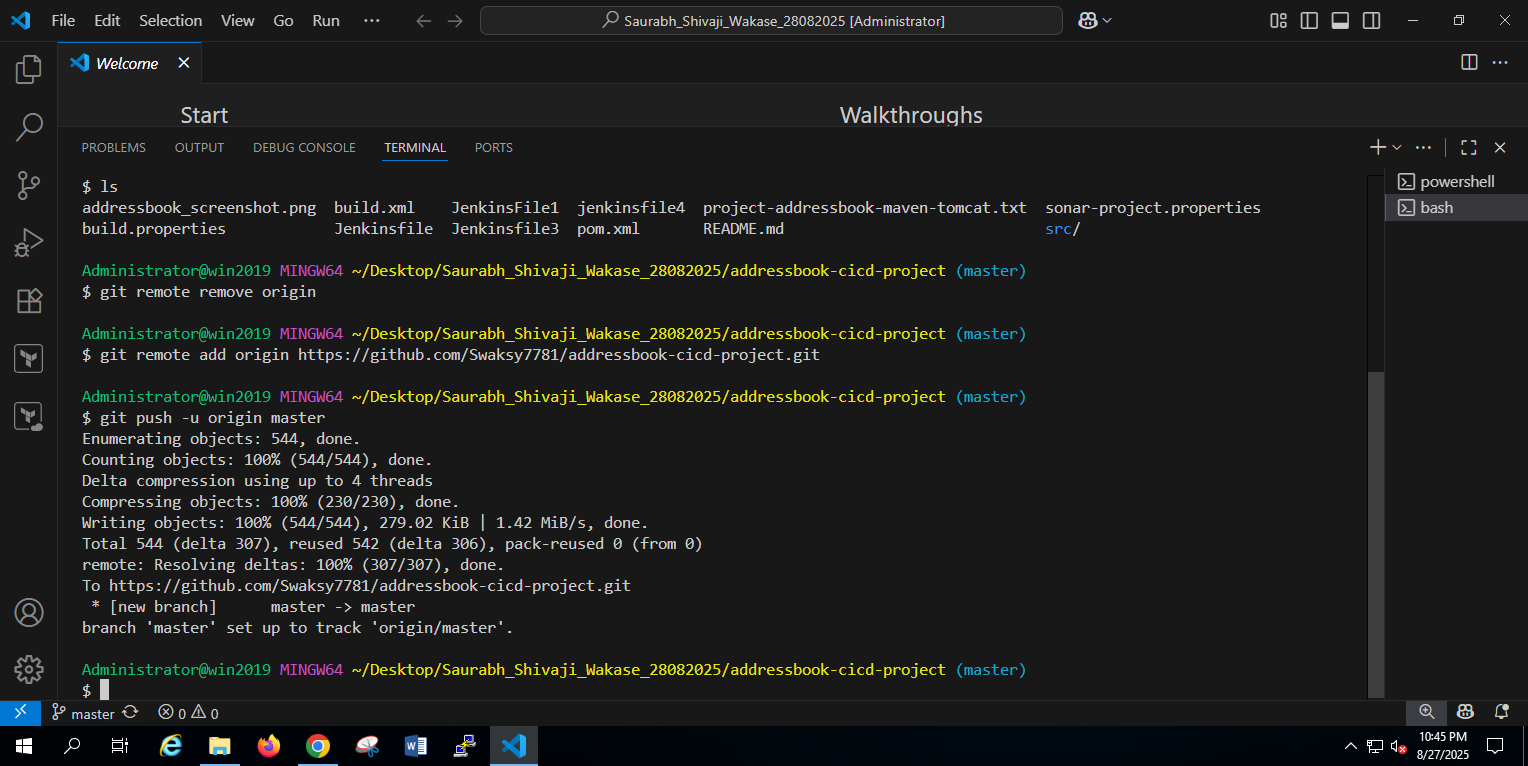 File Edit Selection View Go Run ··· Saurabh_Shivaji_Wakase_28082025 [Administrator]
Welcome
Start Walkthroughs
PROBLEMS OUTPUT DEBUG CONSOLE TERMINAL PORTS
powershell
bash
$ ls
addressbook_screenshot.png build.xml JenkinsFile1 jenkinsfile4 project-addressbook-maven-tomcat.txt sonar-project.properties
build.properties Jenkinsfile Jenkinsfile3 pom.xml README.md src/
Administrator@win2019 MINGW64 ~/Desktop/Saurabh_Shivaji_Wakase_28082025/addressbook-cicd-project (master)
$ git remote remove origin
Administrator@win2019 MINGW64 ~/Desktop/Saurabh_Shivaji_Wakase_28082025/addressbook-cicd-project (master)
$ git remote add origin https://github.com/Swaksy7781/addressbook-cicd-project.git
Administrator@win2019 MINGW64 ~/Desktop/Saurabh_Shivaji_Wakase_28082025/addressbook-cicd-project (master)
$ git push -u origin master
Enumerating objects: 544, done.
Counting objects: 100% (544/544), done.
Delta compression using up to 4 threads
Compressing objects: 100% (230/230), done.
Writing objects: 100% (544/544), 279.02 KiB | 1.42 MiB/s, done.
Total 544 (delta 307), reused 542 (delta 306), pack-reused 0 (from 0)
remote: Resolving deltas: 100% (307/307), done.
To https://github.com/Swaksy7781/addressbook-cicd-project.git
 * [new branch]      master -> master
branch 'master' set up to track 'origin/master'.
Administrator@win2019 MINGW64 ~/Desktop/Saurabh_Shivaji_Wakase_28082025/addressbook-cicd-project (master)
$
master 0 0
10:45 PM
8/27/2025